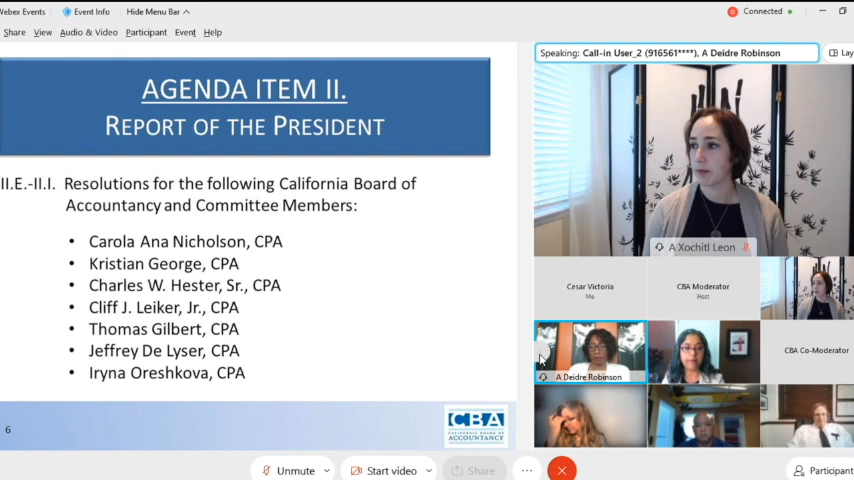 Webex Events
Event Info
Hide Menu Bar
Connected
Share View Audio & Video Participant Event Help
Speaking: Call-in User_2 (916561****), A Deidre Robinson
Lay
AGENDA ITEM II.
REPORT OF THE PRESIDENT
II.E.-II.I. Resolutions for the following California Board of
Accountancy and Committee Members:
• Carola Ana Nicholson, CPA
• Kristian George, CPA
• Charles W. Hester, Sr., CPA
• Cliff J. Leiker, Jr., CPA
• Thomas Gilbert, CPA
• Jeffrey De Lyser, CPA
• Iryna Oreshkova, CPA
6
CBA
CALIFORNIA BOARD OF
ACCOUNTANCY
A Xochitl Leon
Cesar Victoria
Me
CBA Moderator
Host
A Deidre Robinson
CBA Co-Moderator
Unmute
Start video
Share
Participant